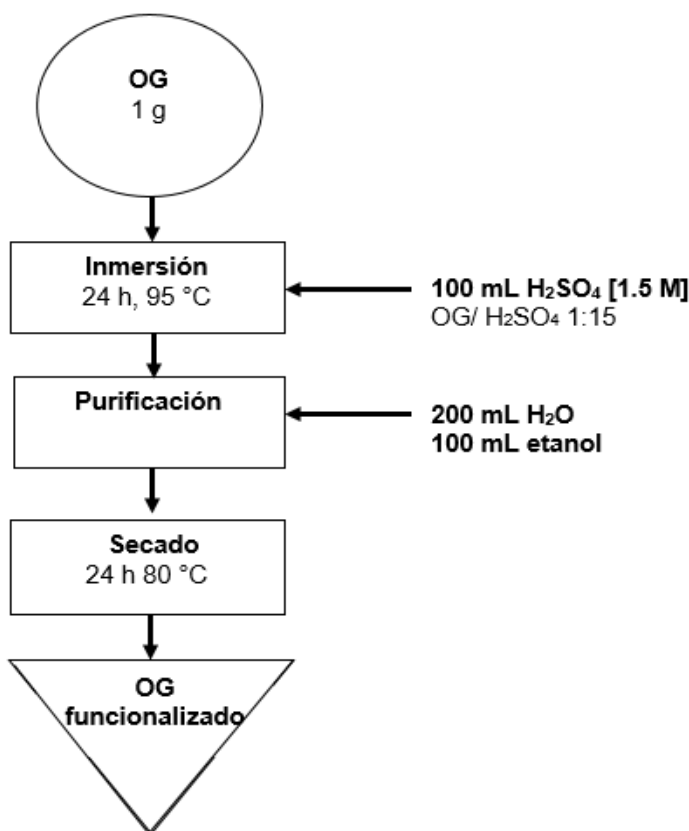 OG
1 g
Inmersión
24 h, 95 °C
100 mL H₂SO₄ [1.5 M]
OG/ H₂SO₄ 1:15
Purificación
200 mL H₂O
100 mL etanol
Secado
24 h 80 °C
OG
funcionalizado